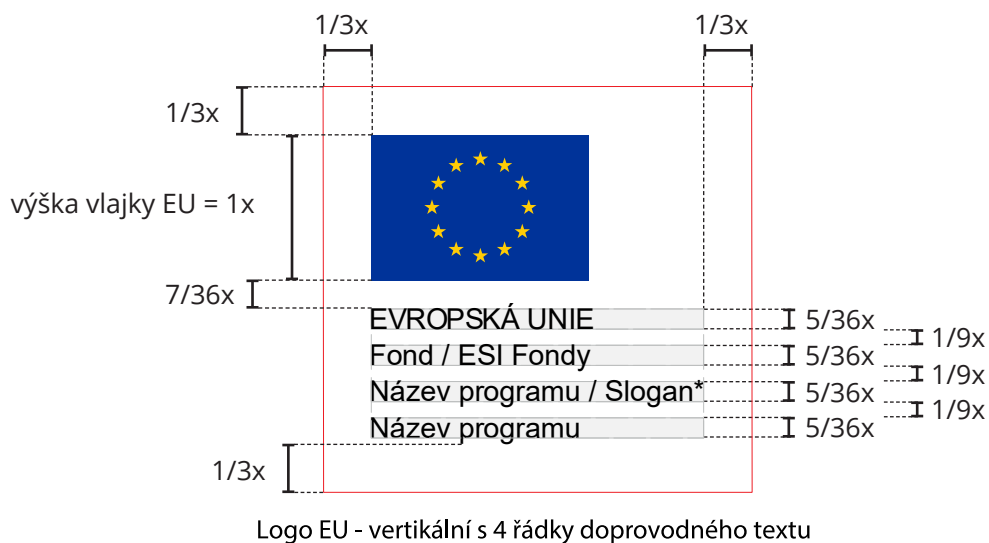 1/3x 1/3x
1/3x
výška vlajky EU = 1x
7/36x
EVROPSKÁ UNIE 5/36x
1/9x
Fond / ESI Fondy 5/36x
1/9x
Název programu / Slogan* 5/36x
1/9x
Název programu 5/36x
1/3x
Logo EU - vertikální s 4 řádky doprovodného textu